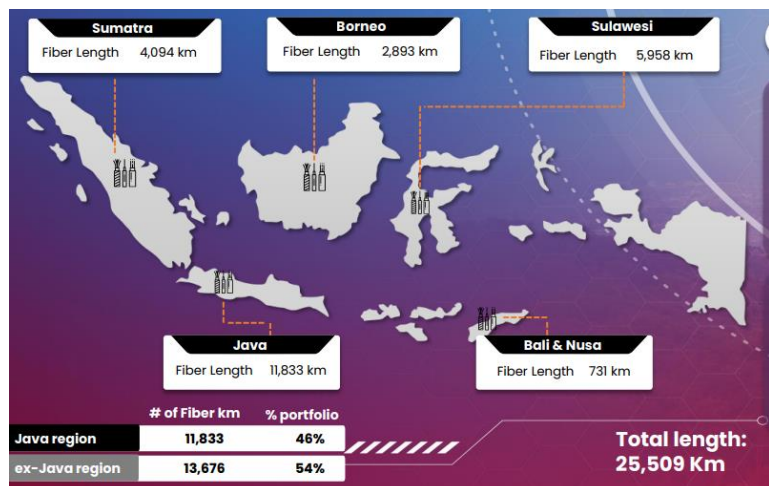 Sumatra
Fiber Length 4,094 km
Borneo
Fiber Length 2,893 km
Sulawesi
Fiber Length 5,958 km
Java
Fiber Length 11,833 km
Bali & Nusa
Fiber Length 731 km
# of Fiber km % portfolio
Java region 11,833 46%
ex-Java region 13,676 54%
Total length:
25,509 Km